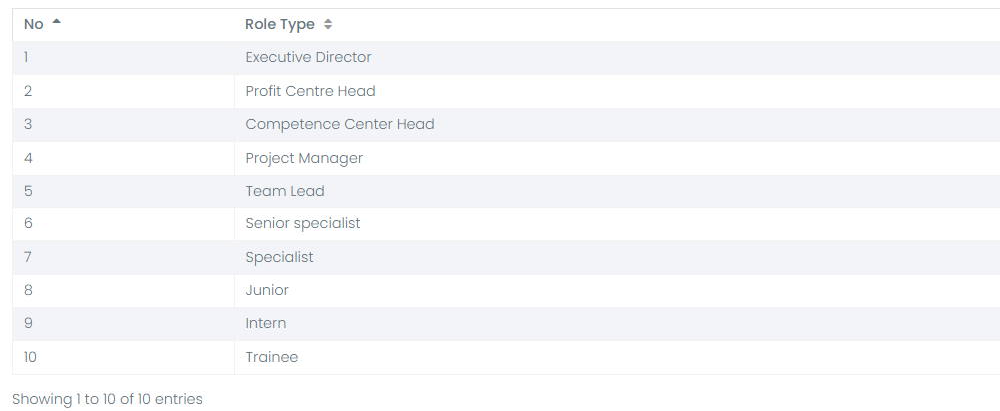 No Role Type
1 Executive Director
2 Profit Centre Head
3 Competence Center Head
4 Project Manager
5 Team Lead
6 Senior specialist
7 Specialist
8 Junior
9 Intern
10 Trainee
Showing 1 to 10 of 10 entries